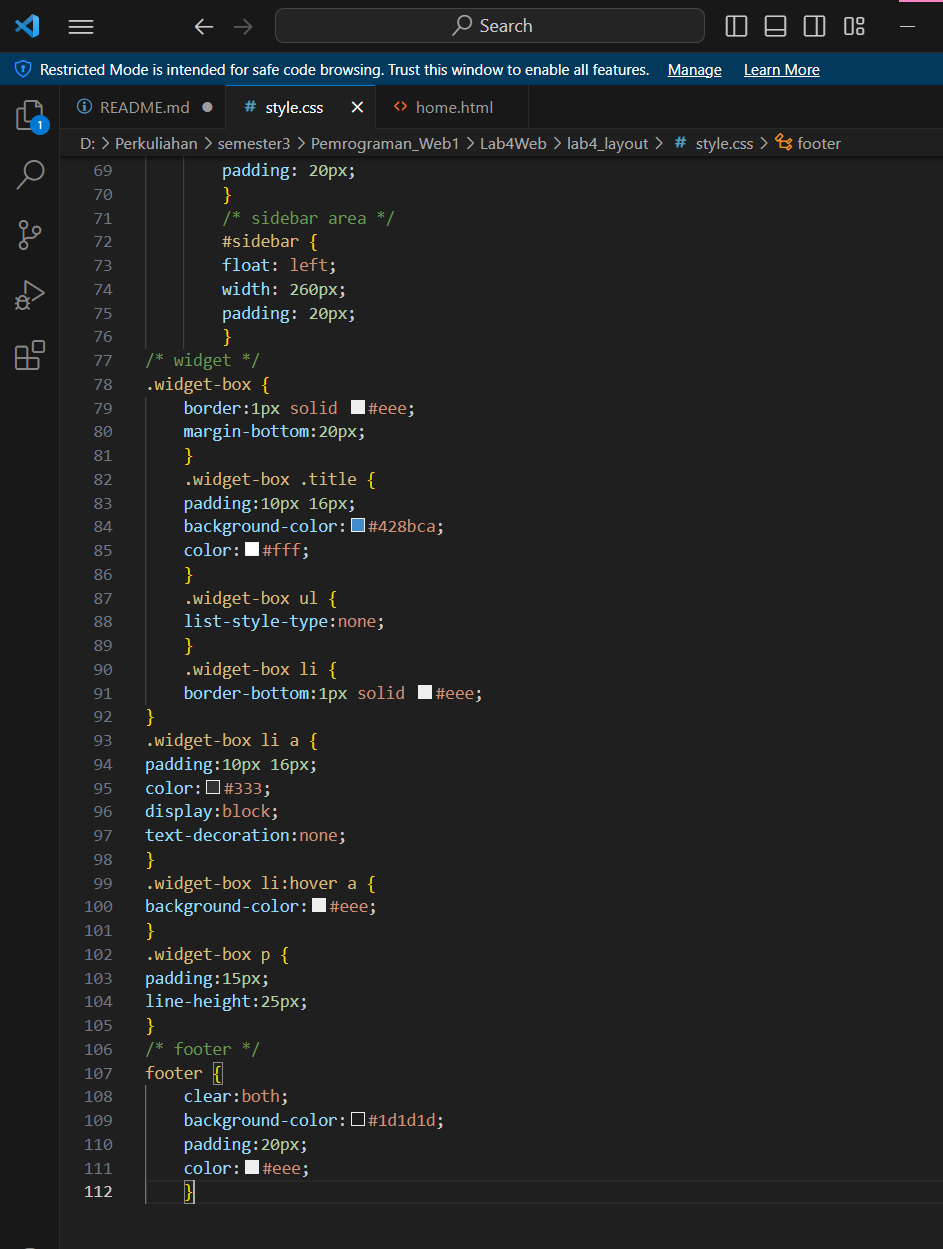 Search
Restricted Mode is intended for safe code browsing. Trust this window to enable all features. Manage Learn More
README.md # style.css <> home.html
1
D: > Perkuliahan > semester3 > Pemrograman_Web1 > Lab4Web > lab4_layout > # style.css > footer
69 padding: 20px;
70 }
71 /* sidebar area */
72 #sidebar {
73 float: left;
74 width: 260px;
75 padding: 20px;
76 }
77 /* widget */
78 .widget-box {
79 border:1px solid #eee;
80 margin-bottom:20px;
81 }
82 .widget-box .title {
83 padding:10px 16px;
84 background-color:#428bca;
85 color:#fff;
86 }
87 .widget-box ul {
88 list-style-type:none;
89 }
90 .widget-box li {
91 border-bottom:1px solid #eee;
92 }
93 .widget-box li a {
94 padding:10px 16px;
95 color:#333;
96 display:block;
97 text-decoration:none;
98 }
99 .widget-box li:hover a {
100 background-color:#eee;
101 }
102 .widget-box p {
103 padding:15px;
104 line-height:25px;
105 }
106 /* footer */
107 footer {
108 clear:both;
109 background-color:#1d1d1d;
110 padding:20px;
111 color:#eee;
112 }